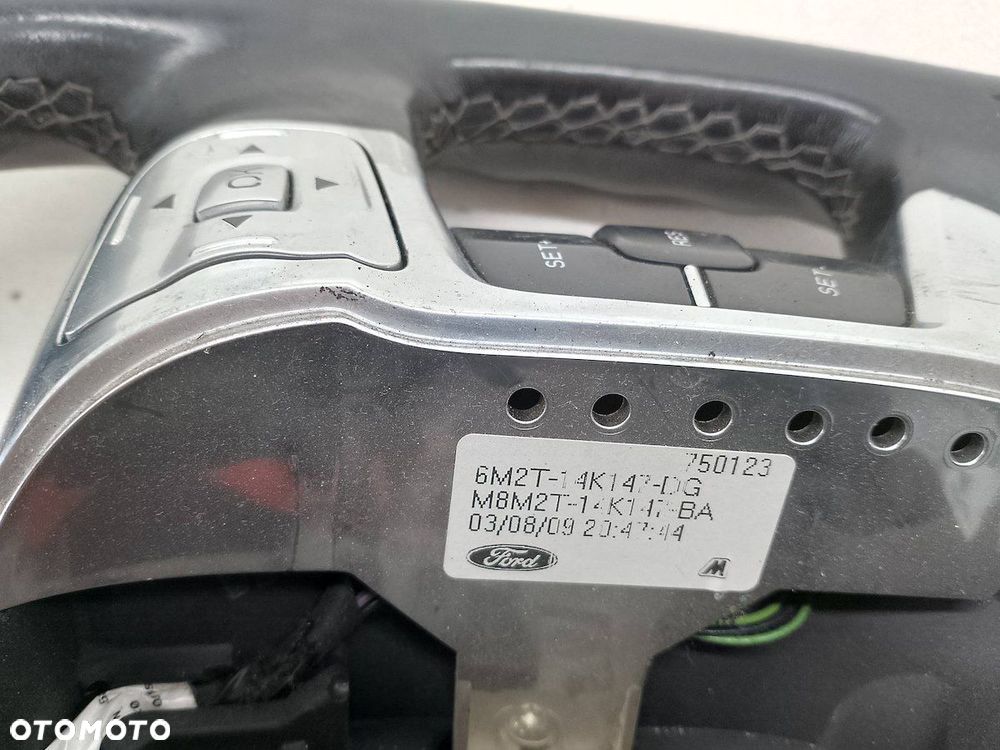 OK
SET+
RES
SET-
750123
6M2T-14K147-DG
M8M2T-14K147-BA
03/08/09 20:47:44
Ford
M
OTOMOTO